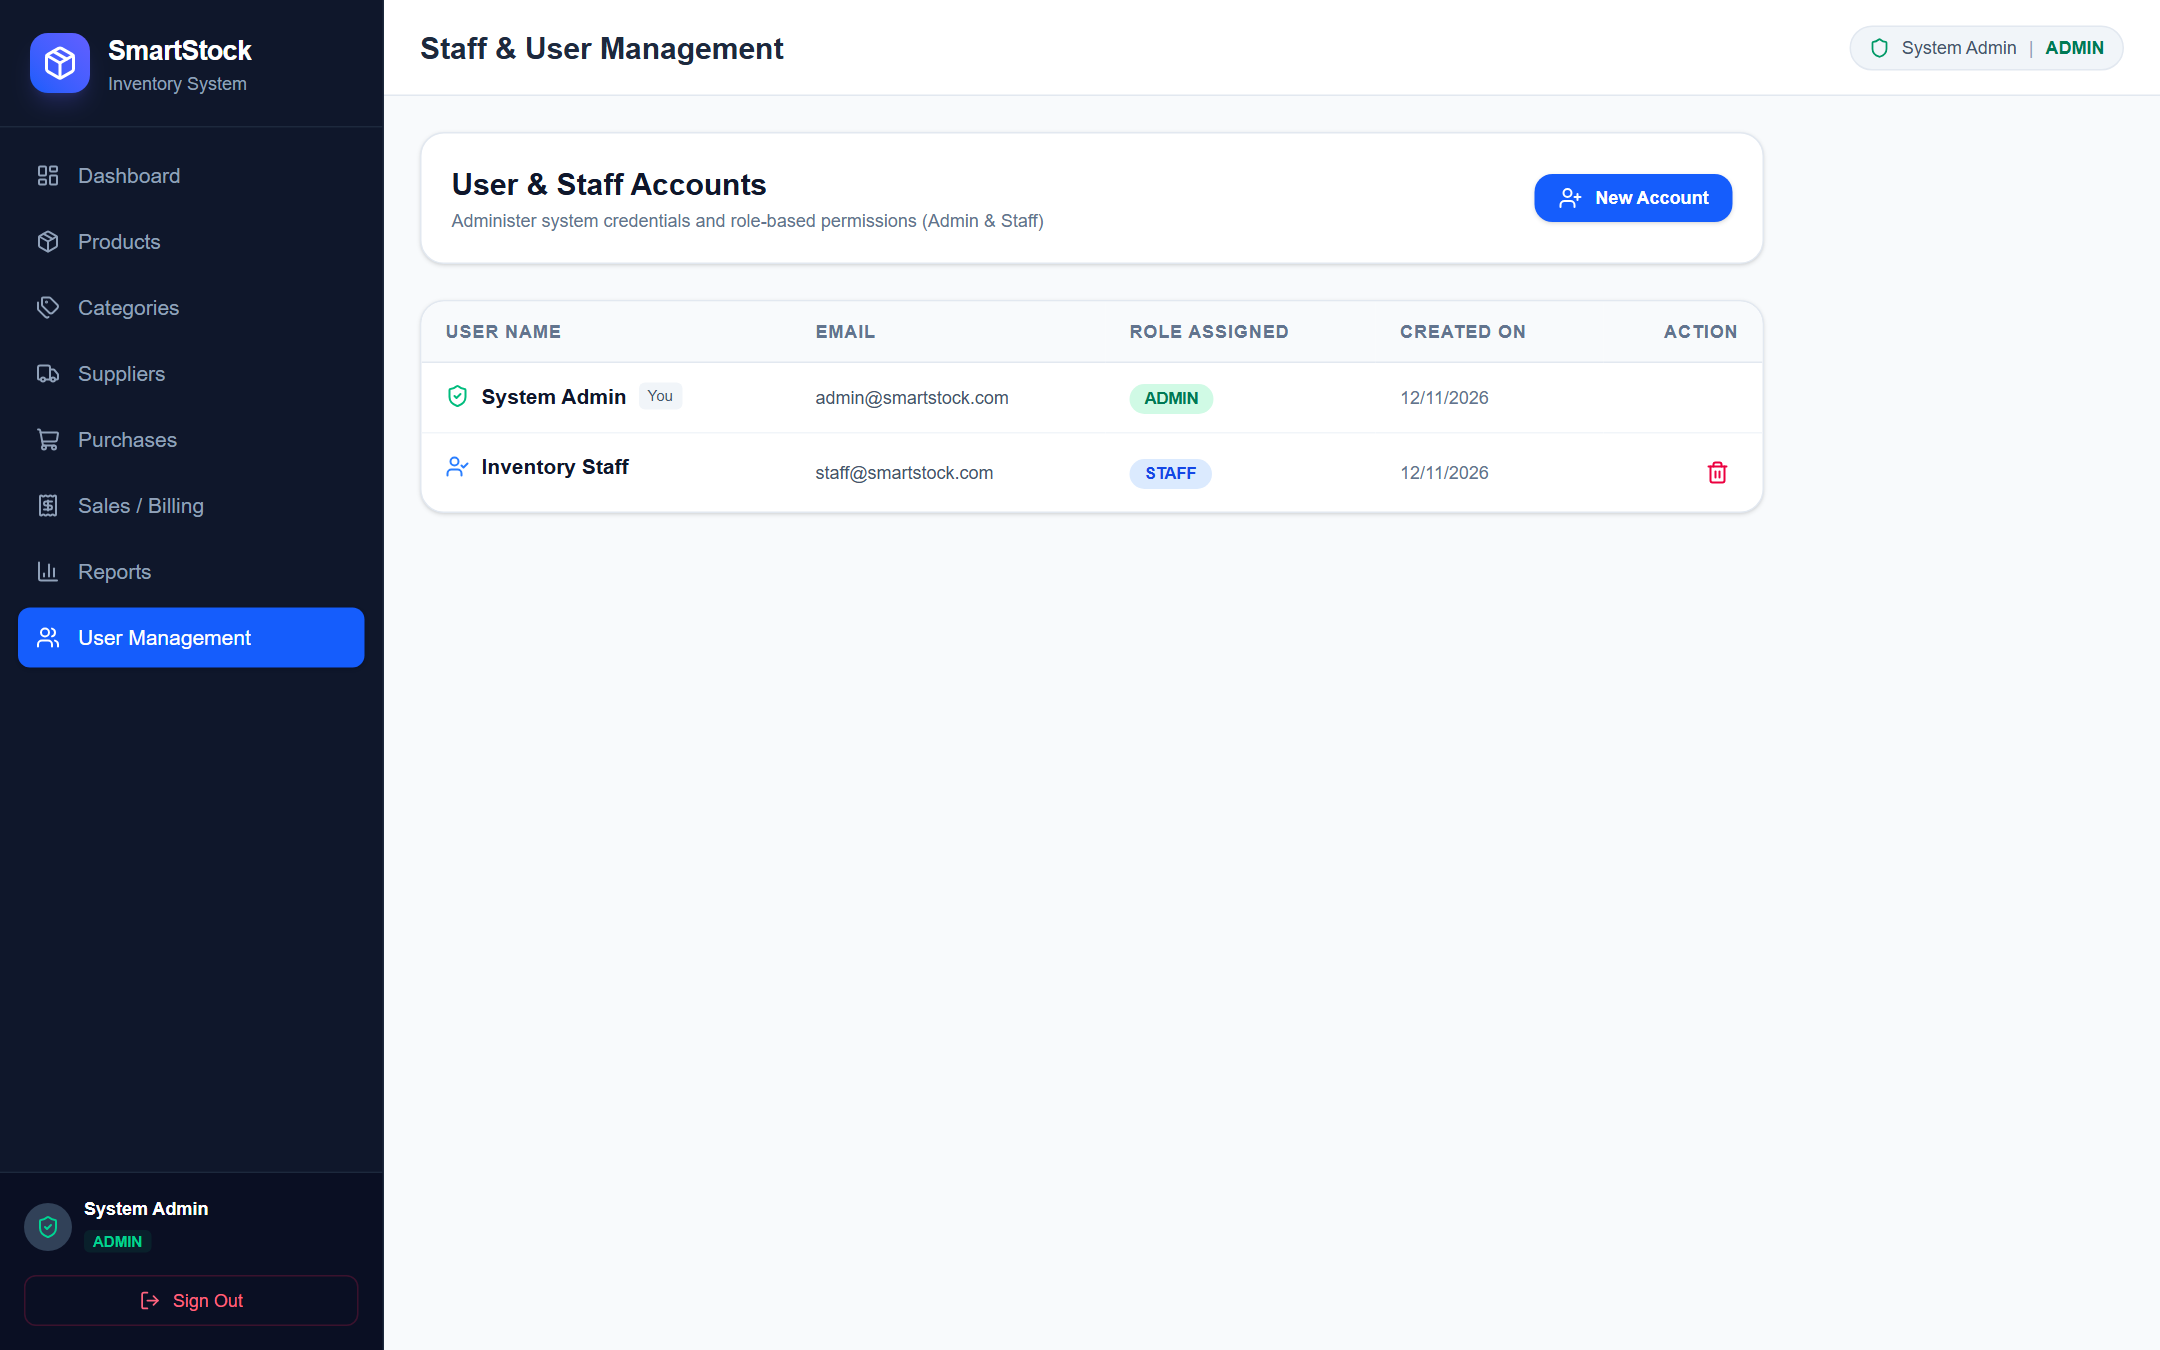 SmartStock
Inventory System
Dashboard
Products
Categories
Suppliers
Purchases
Sales / Billing
Reports
User Management
System Admin
ADMIN
Sign Out
Staff & User Management
System Admin | ADMIN
User & Staff Accounts
Administer system credentials and role-based permissions (Admin & Staff)
New Account
USER NAME EMAIL ROLE ASSIGNED CREATED ON ACTION
System Admin You admin@smartstock.com ADMIN 12/11/2026
Inventory Staff staff@smartstock.com STAFF 12/11/2026